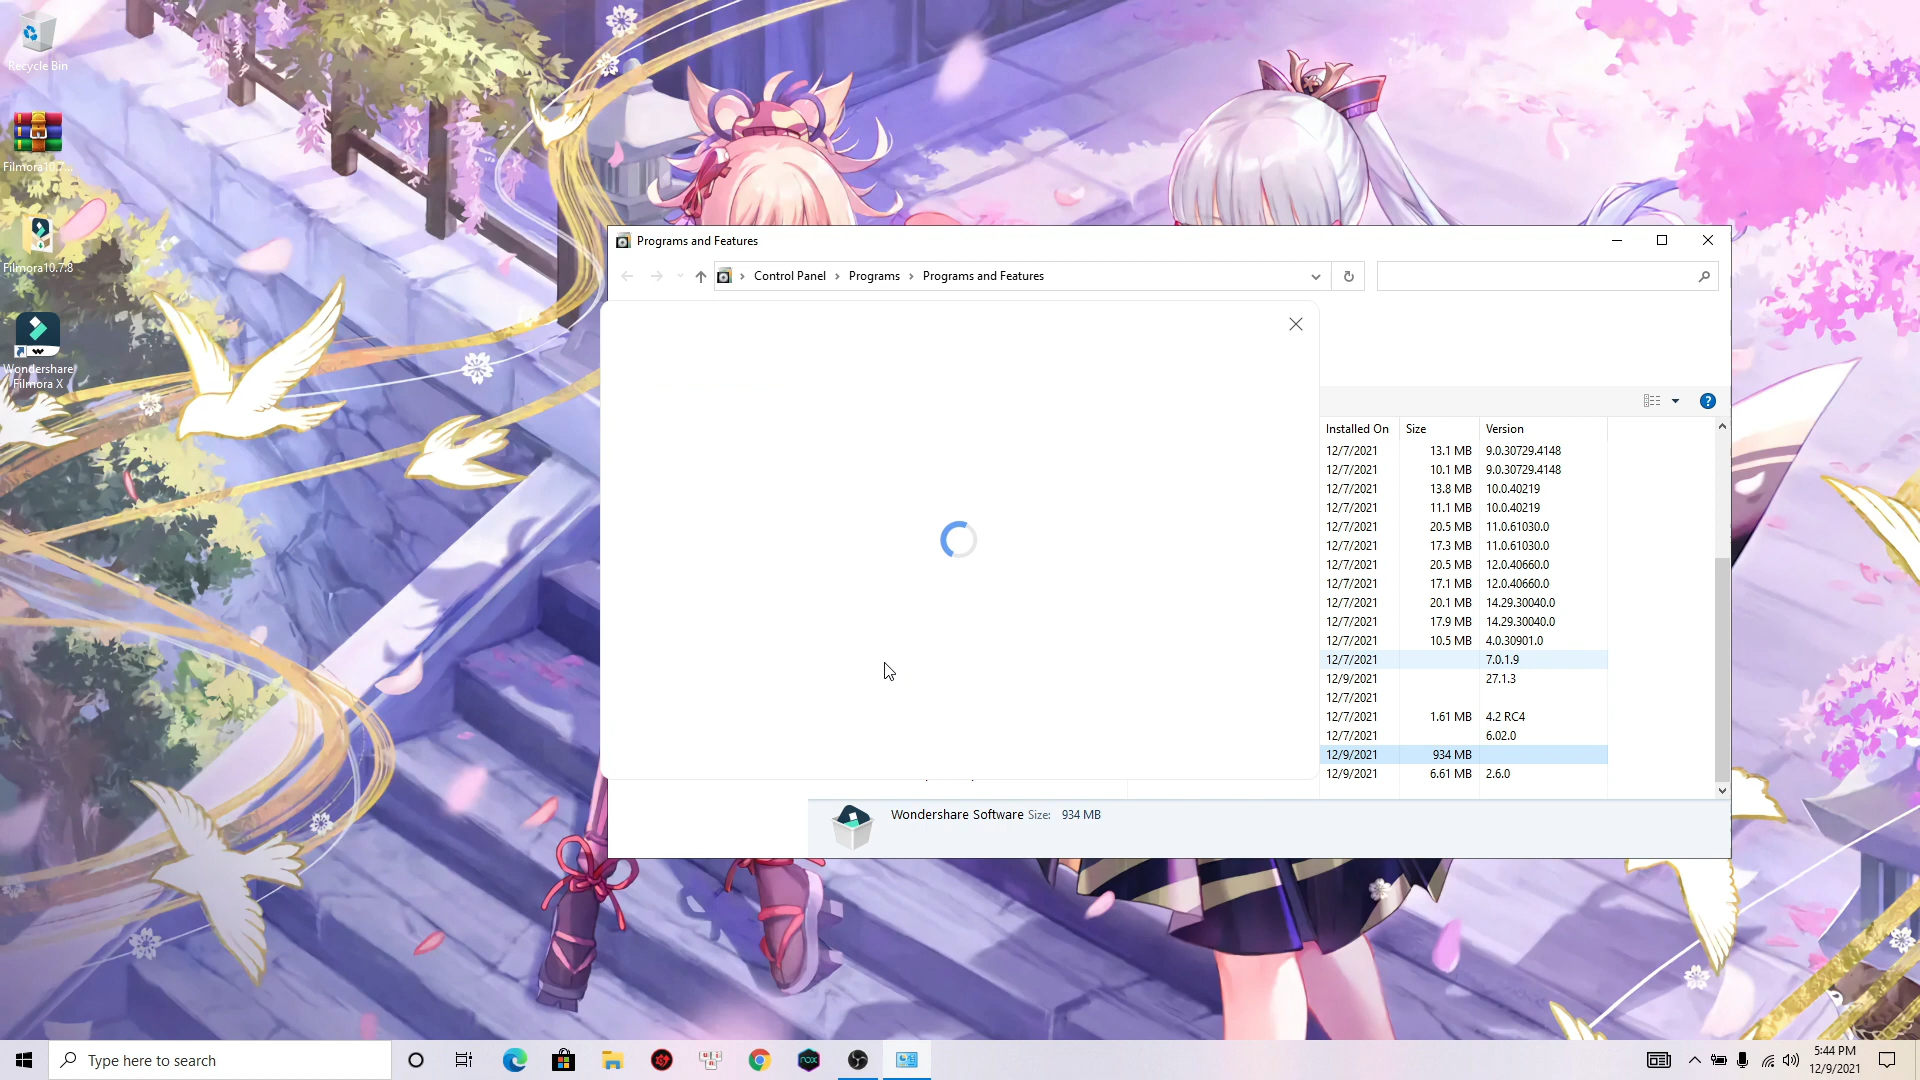 Recycle Bin
Filmora10.7...
Filmora10.7.8
Wondershare
Filmora X
Programs and Features
Control Panel
Programs
Programs and Features
Installed On Size Version
12/7/2021 13.1 MB 9.0.30729.4148
12/7/2021 10.1 MB 9.0.30729.4148
12/7/2021 13.8 MB 10.0.40219
12/7/2021 11.1 MB 10.0.40219
12/7/2021 20.5 MB 11.0.61030.0
12/7/2021 17.3 MB 11.0.61030.0
12/7/2021 20.5 MB 12.0.40660.0
12/7/2021 17.1 MB 12.0.40660.0
12/7/2021 20.1 MB 14.29.30040.0
12/7/2021 17.9 MB 14.29.30040.0
12/7/2021 10.5 MB 4.0.30901.0
12/7/2021 7.0.1.9
12/9/2021 27.1.3
12/7/2021
12/7/2021 1.61 MB 4.2 RC4
12/7/2021 6.02.0
12/9/2021 934 MB
12/9/2021 6.61 MB 2.6.0
Wondershare Software Size: 934 MB
Type here to search
nox
5:44 PM
12/9/2021